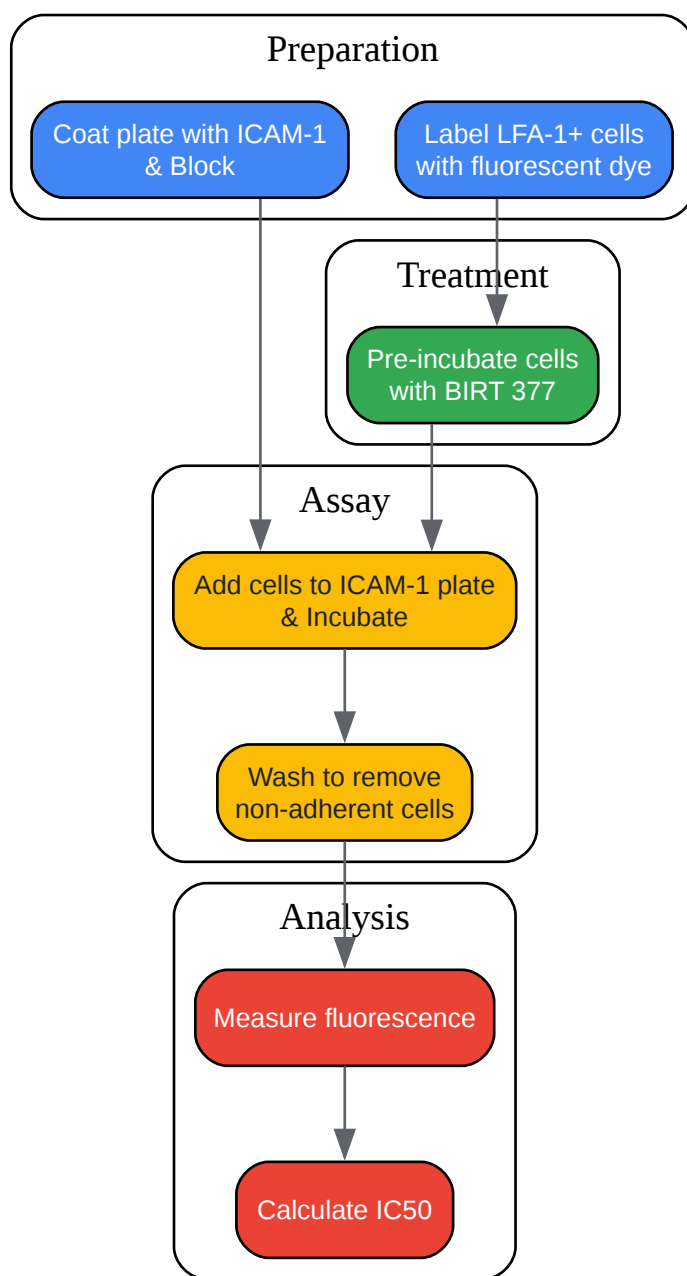 Preparation
Coat plate with ICAM-1
& Block
Label LFA-1+ cells
with fluorescent dye
Treatment
Pre-incubate cells
with BIRT 377
Assay
Add cells to ICAM-1 plate
& Incubate
Wash to remove
non-adherent cells
Analysis
Measure fluorescence
Calculate IC50